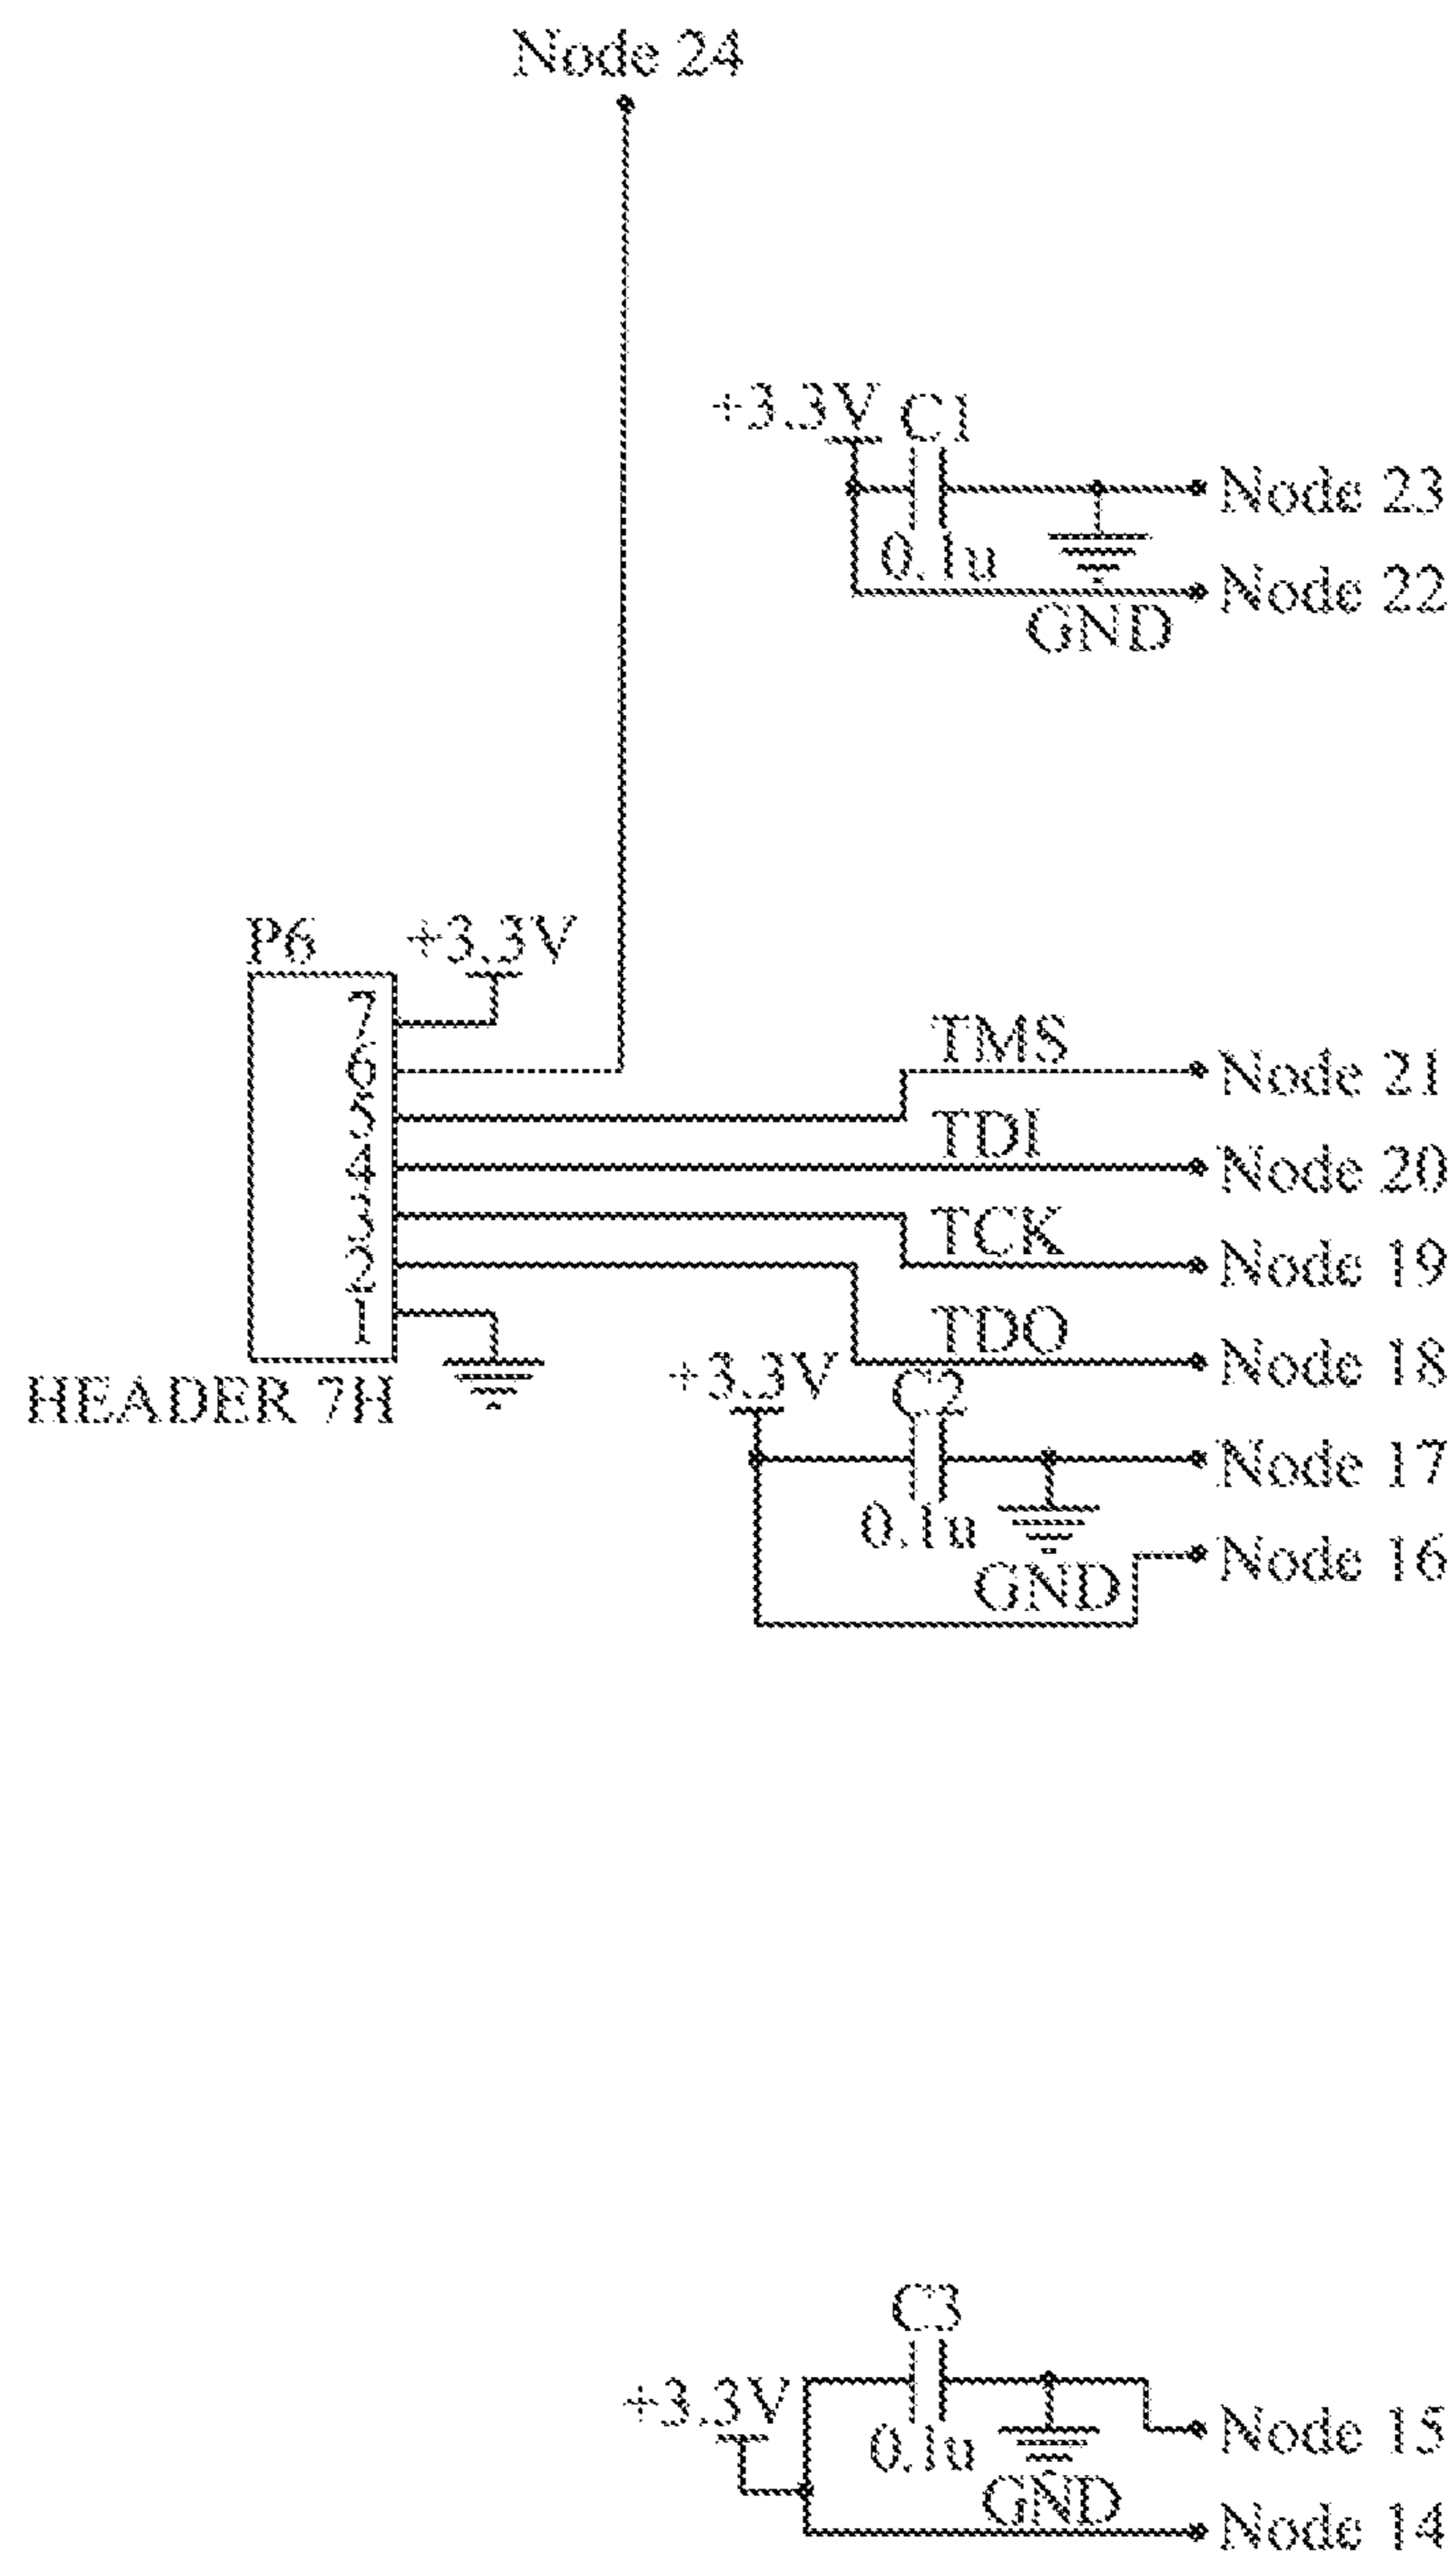 Node 24
+3.3V C1
Node 23
0.1u
Node 22
GND
P6 +3.3V
7
6
5
4
3
2
1
HEADER 7H
TMS
Node 21
TDI
Node 20
TCK
Node 19
TDO
Node 18
+3.3V
C2
Node 17
0.1u
Node 16
GND
C3
+3.3V
Node 15
0.1u
GND
Node 14